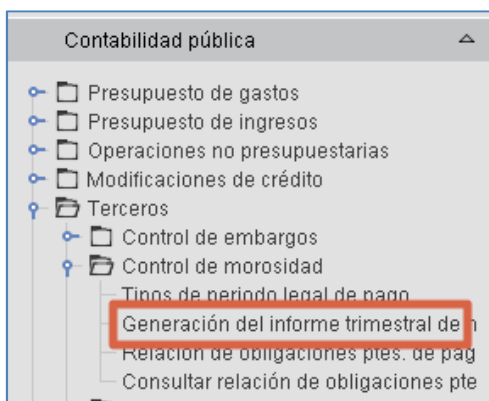 Contabilidad pública
Presupuesto de gastos
Presupuesto de ingresos
Operaciones no presupuestarias
Modificaciones de crédito
Terceros
Control de embargos
Control de morosidad
Tipos de periodo legal de pago
Generación del informe trimestral de
Relación de obligaciones ptes. de pag
Consultar relación de obligaciones pte